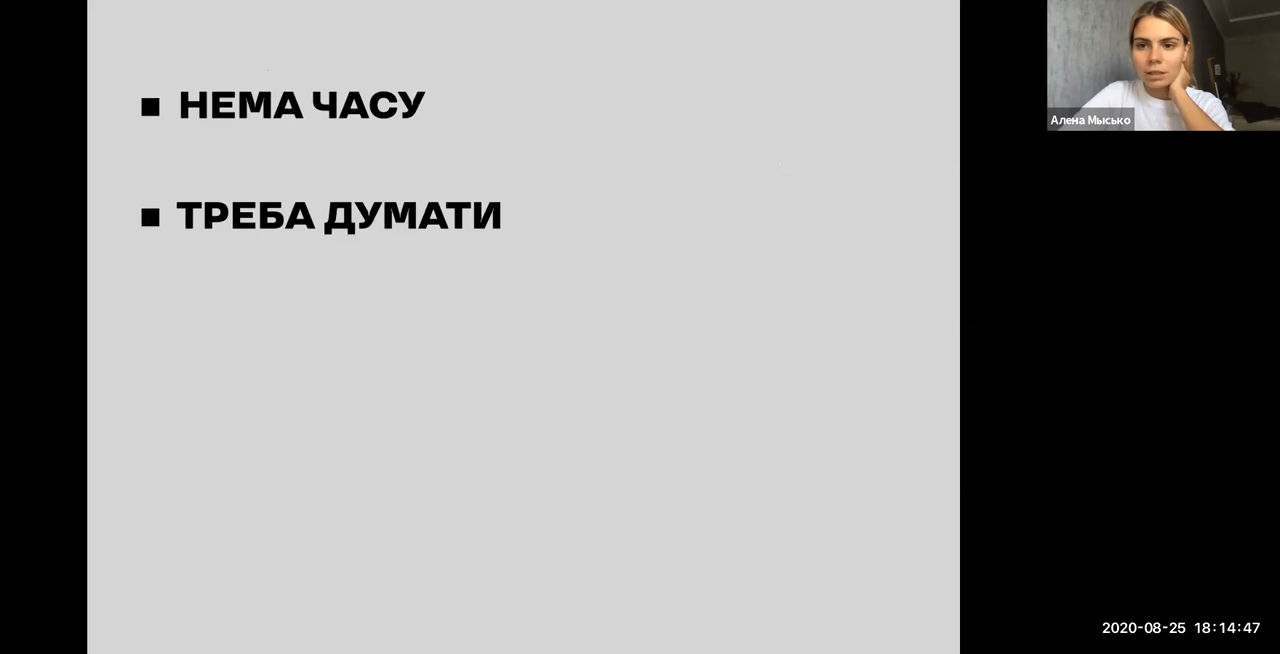 ■ НЕМА ЧАСУ
■ ТРЕБА ДУМАТИ
Алена Мысько
2020-08-25 18:14:47